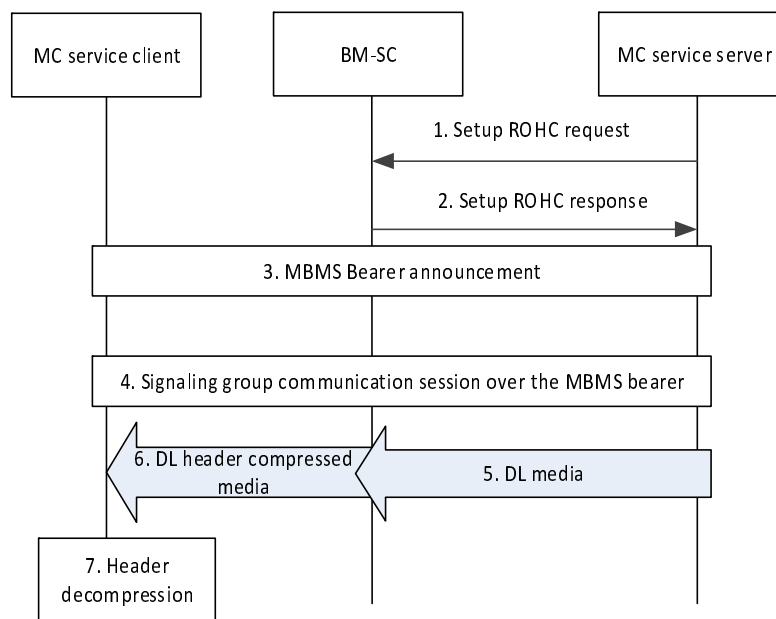 MC service client
BM-SC
MC service server
1. Setup ROHC request
2. Setup ROHC response
3. MBMS Bearer announcement
4. Signaling group communication session over the MBMS bearer
6. DL header compressed
media
5. DL media
7. Header
decompression